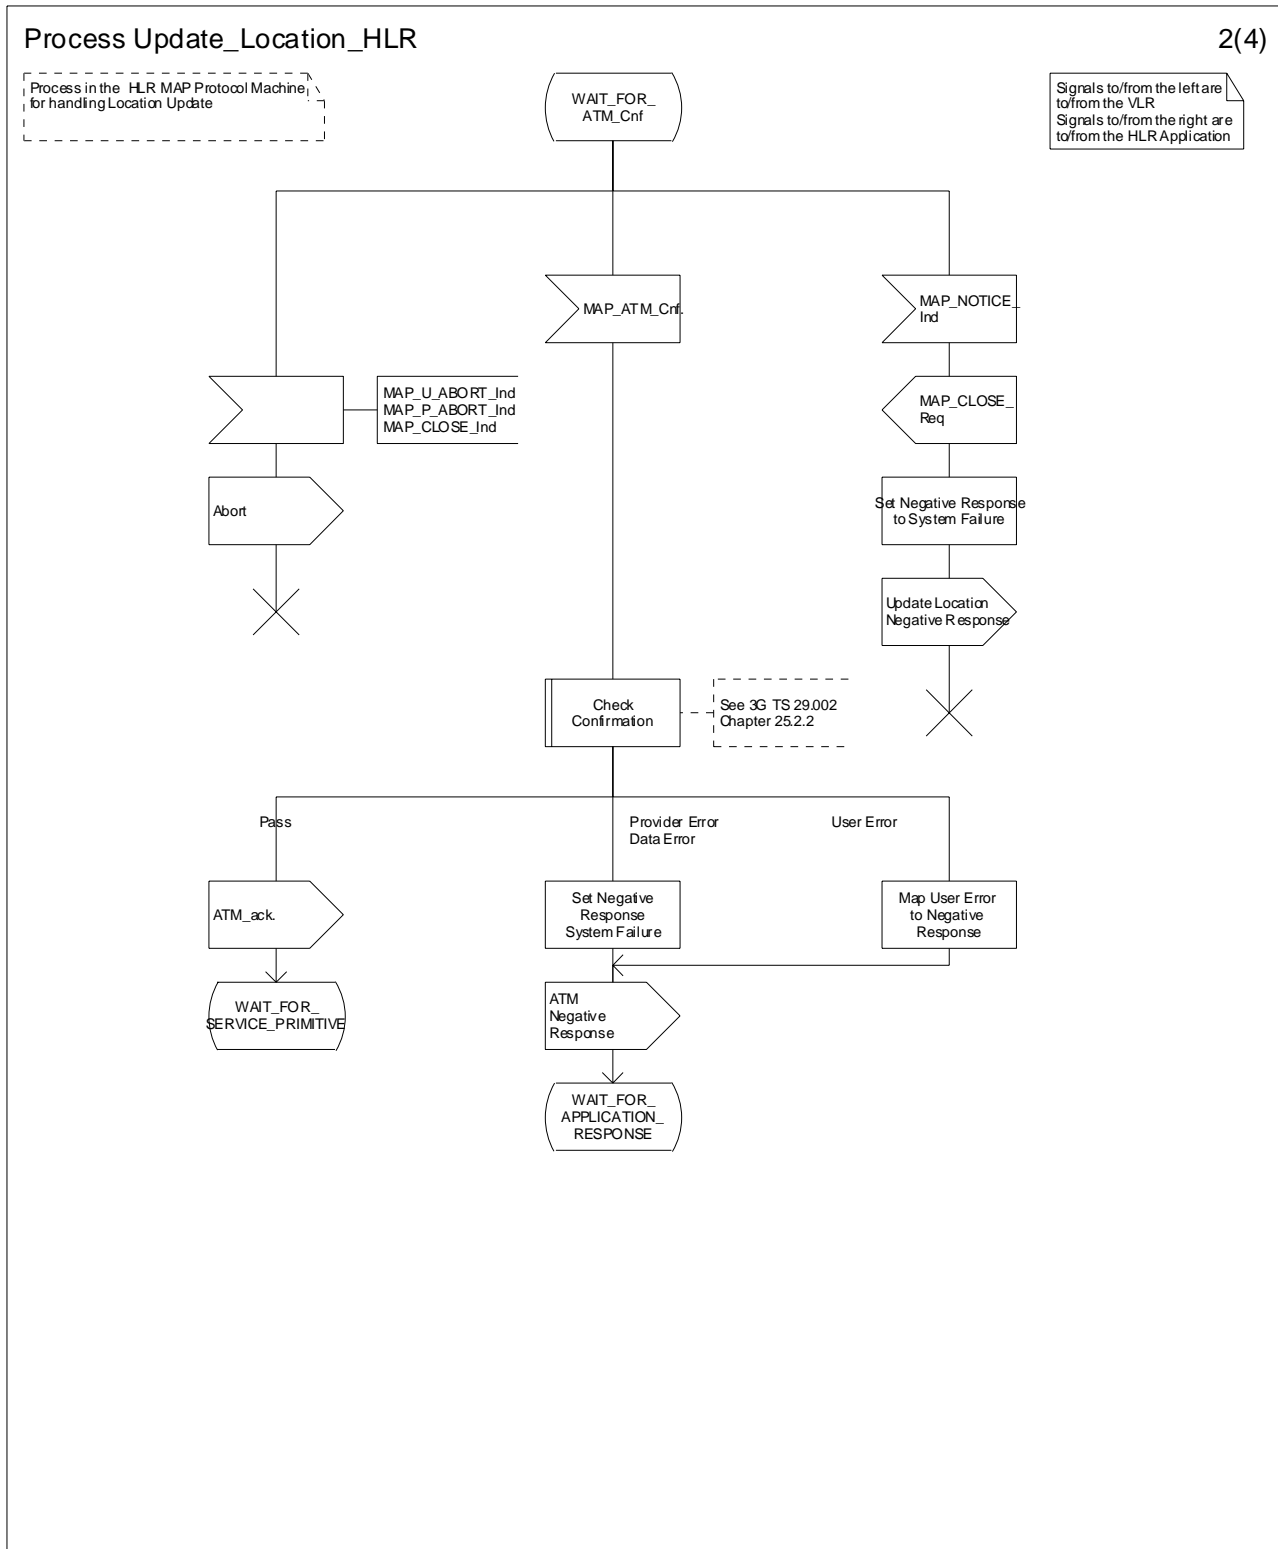 Process Update_Location_HLR
2(4)
Process in the HLR MAP Protocol Machine
for handling Location Update
WAIT_FOR_
ATM_Cnf
Signals to/from the left are
to/from the VLR
Signals to/from the right are
to/from the HLR Application
MAP_ATM_Cnf.
MAP_NOTICE_
Ind
MAP_U_ABORT_Ind
MAP_P_ABORT_Ind
MAP_CLOSE_Ind
MAP_CLOSE_
Req
Abort
Set Negative Response
to System Failure
Update Location
Negative Response
Check
Confirmation
See 3G TS 29.002
Chapter 25.2.2
Pass
Provider Error
Data Error
User Error
ATM_ack.
Set Negative
Response
System Failure
Map User Error
to Negative
Response
WAIT_FOR_
SERVICE_PRIMITIVE
ATM
Negative
Response
WAIT_FOR_
APPLICATION_
RESPONSE